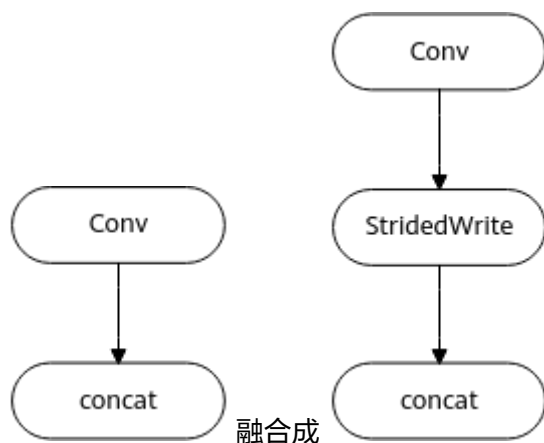 Conv
concat
融合成
Conv
StridedWrite
concat